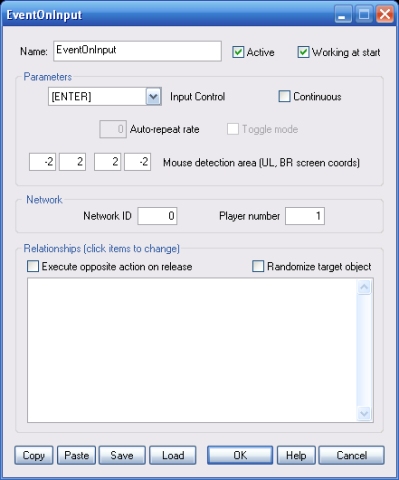 EventOnInput
Name: EventOnInput Active Working at start
Parameters
[ENTER] Input Control Continuous
0 Auto-repeat rate Toggle mode
-2 2 2 -2 Mouse detection area (UL, BR screen coords)
Network
Network ID 0 Player number 1
Relationships (click items to change)
Execute opposite action on release Randomize target object
Copy Paste Save Load OK Help Cancel